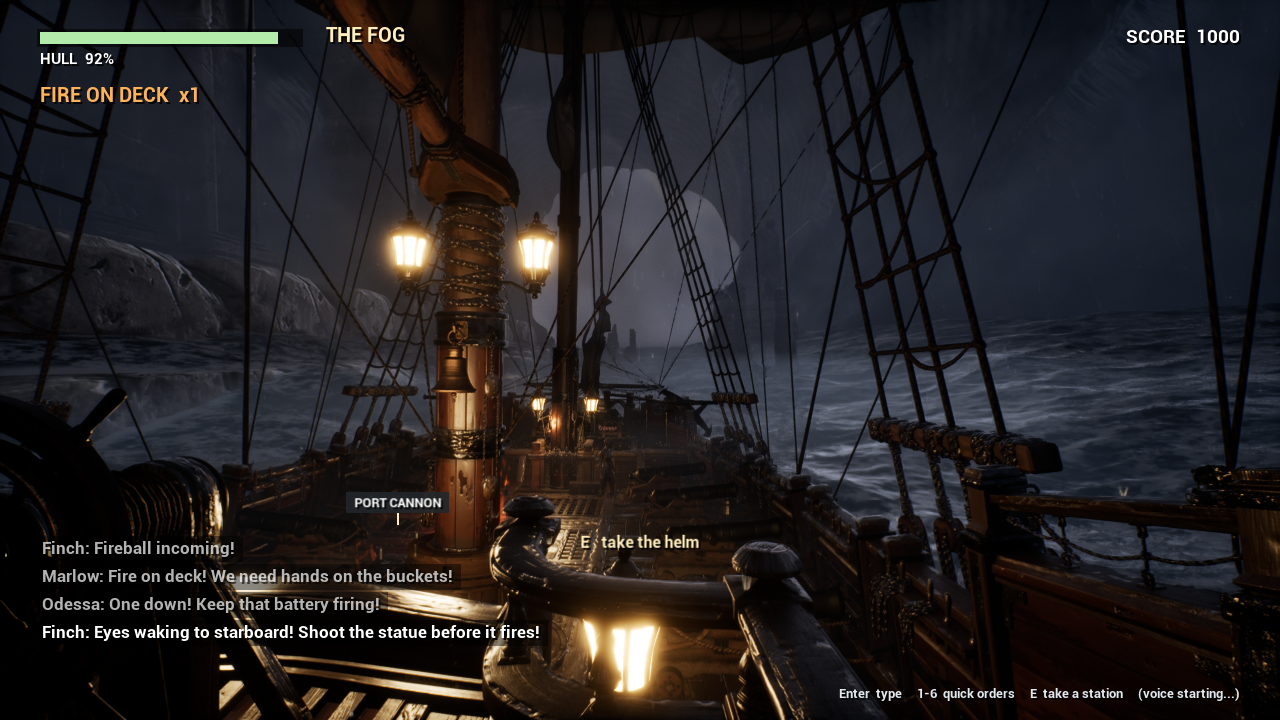 THE FOG
SCORE 1000
HULL 92%
FIRE ON DECK x1
PORT CANNON
E · take the helm
Finch: Fireball incoming!
Marlow: Fire on deck! We need hands on the buckets!
Odessa: One down! Keep that battery firing!
Finch: Eyes waking to starboard! Shoot the statue before it fires!
Enter type 1-6 quick orders E take a station (voice starting...)